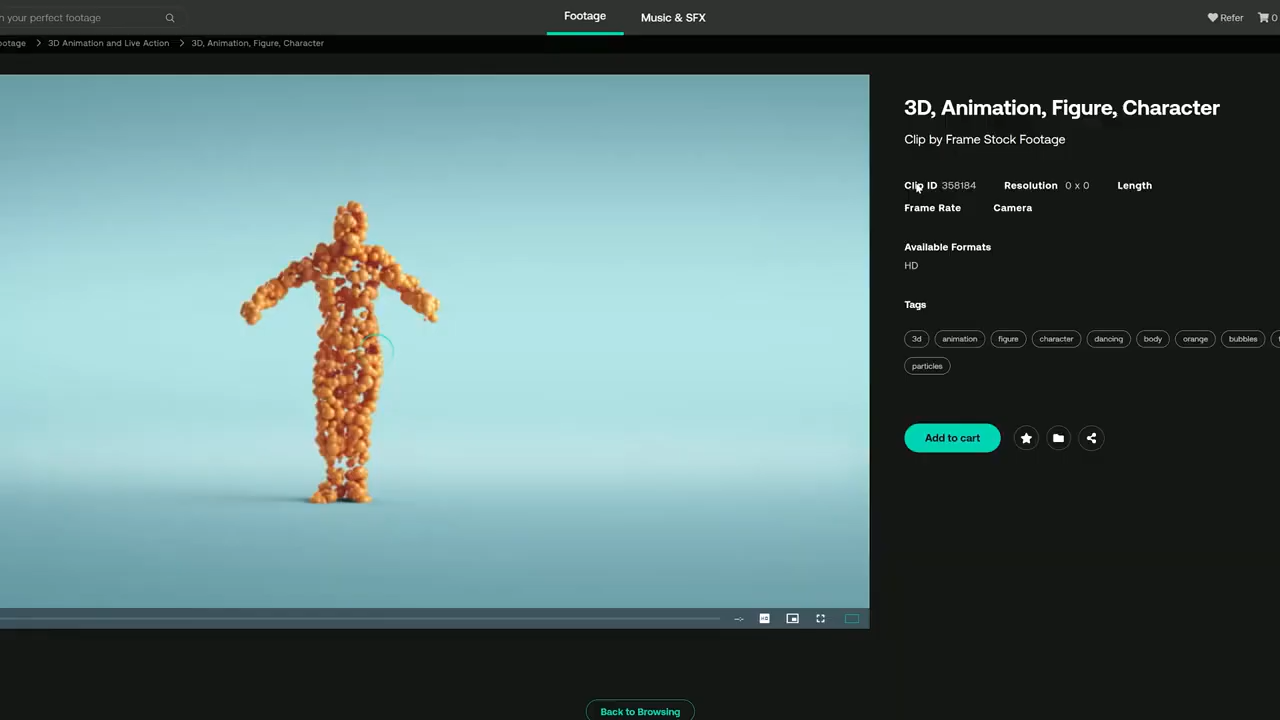 n your perfect footage
Footage
Music & SFX
Refer
0
ootage
3D Animation and Live Action
3D, Animation, Figure, Character
3D, Animation, Figure, Character
Clip by Frame Stock Footage
Clip ID 358184 Resolution 0 x 0 Length
Frame Rate Camera
Available Formats
HD
Tags
3d animation figure character dancing body orange bubbles
particles
Add to cart
--:-
HD
Back to Browsing